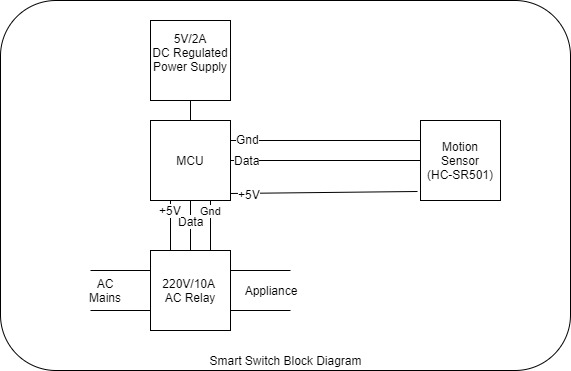 5V/2A
DC Regulated
Power Supply
MCU
Gnd
Data
+5V
Motion
Sensor
(HC-SR501)
+5V
Data
Gnd
AC
Mains
220V/10A
AC Relay
Appliance
Smart Switch Block Diagram